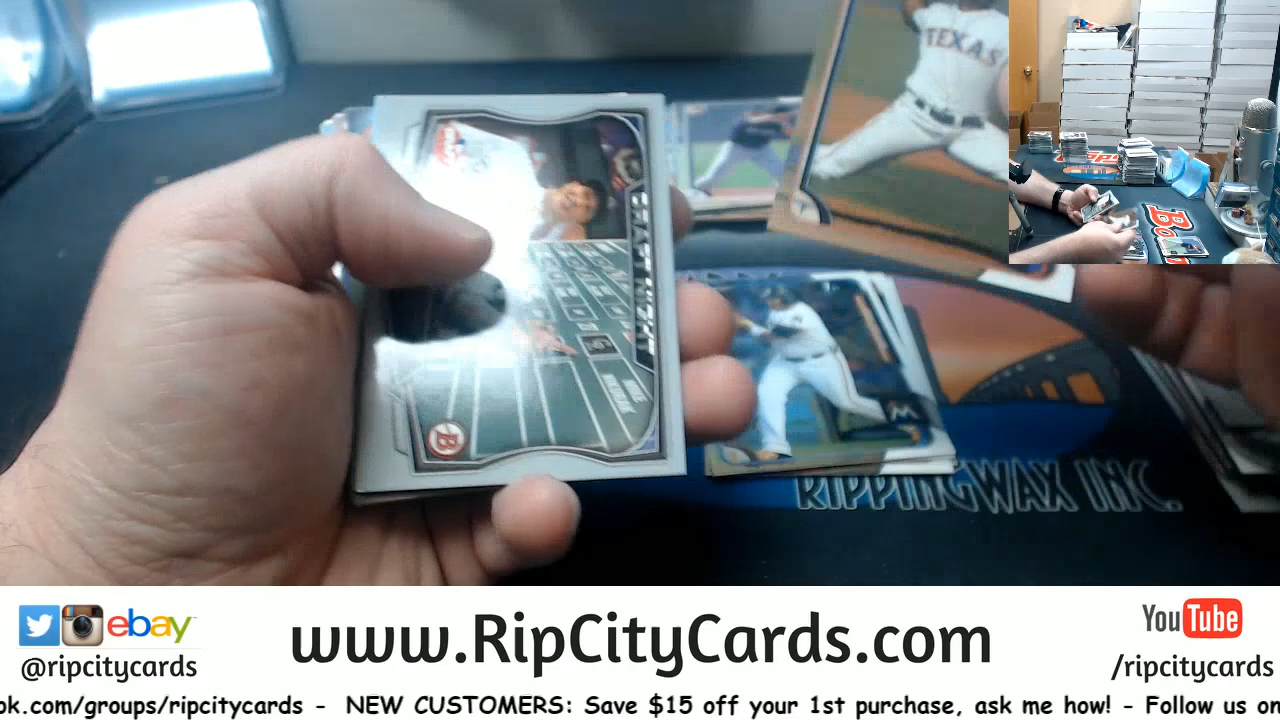 TEXAS
B
RIPPINGWAX INC.
Bo
ebay
@ripcitycards
www.RipCityCards.com
YouTube
/ripcitycards
ok.com/groups/ripcitycards - NEW CUSTOMERS: Save $15 off your 1st purchase, ask me how! - Follow us on